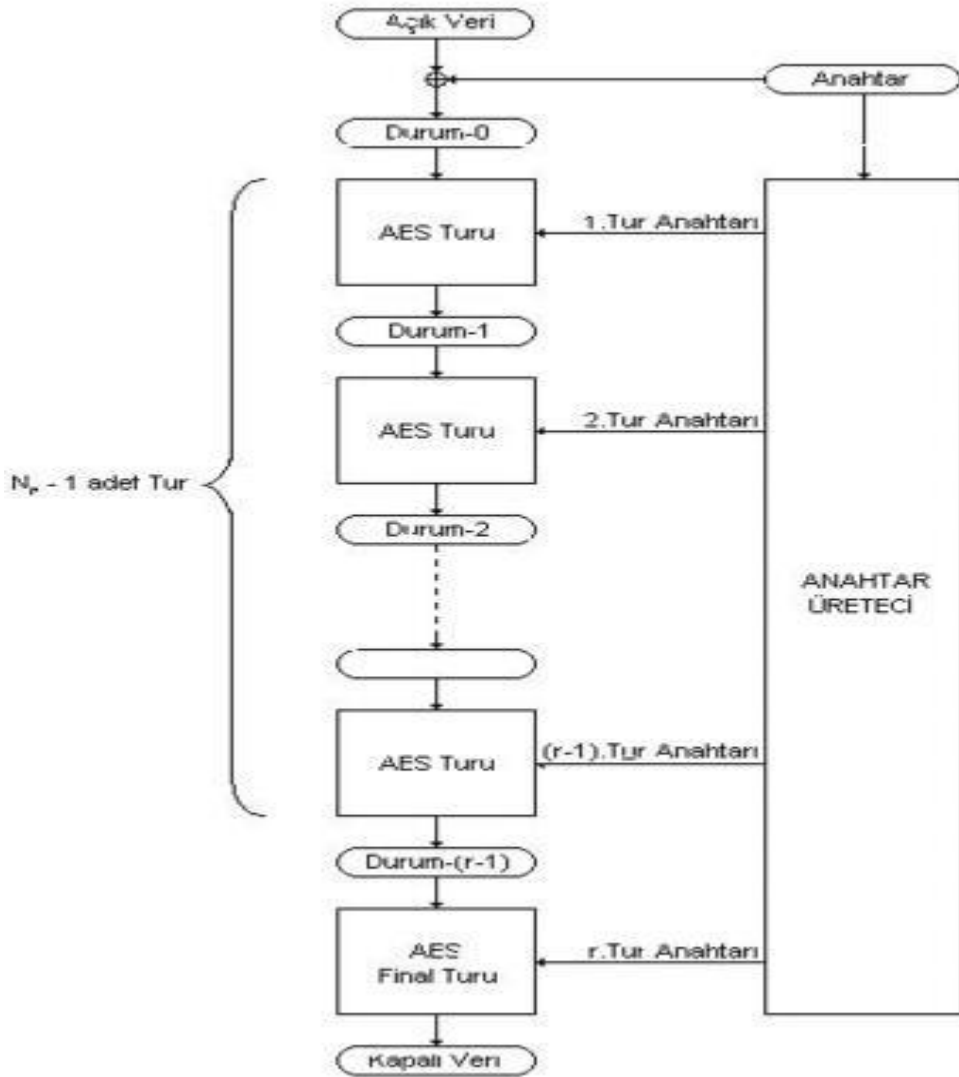 Açık Veri
Anahtar
Durum-0
AES Turu
1.Tur Anahtarı
Durum-1
AES Turu
2.Tur Anahtarı
Nr - 1 adet Tur
Durum-2
ANAHTAR
ÜRETECİ
AES Turu
(r-1).Tur Anahtarı
Durum-(r-1)
AES
Final Turu
r.Tur Anahtarı
Kapalı Veri